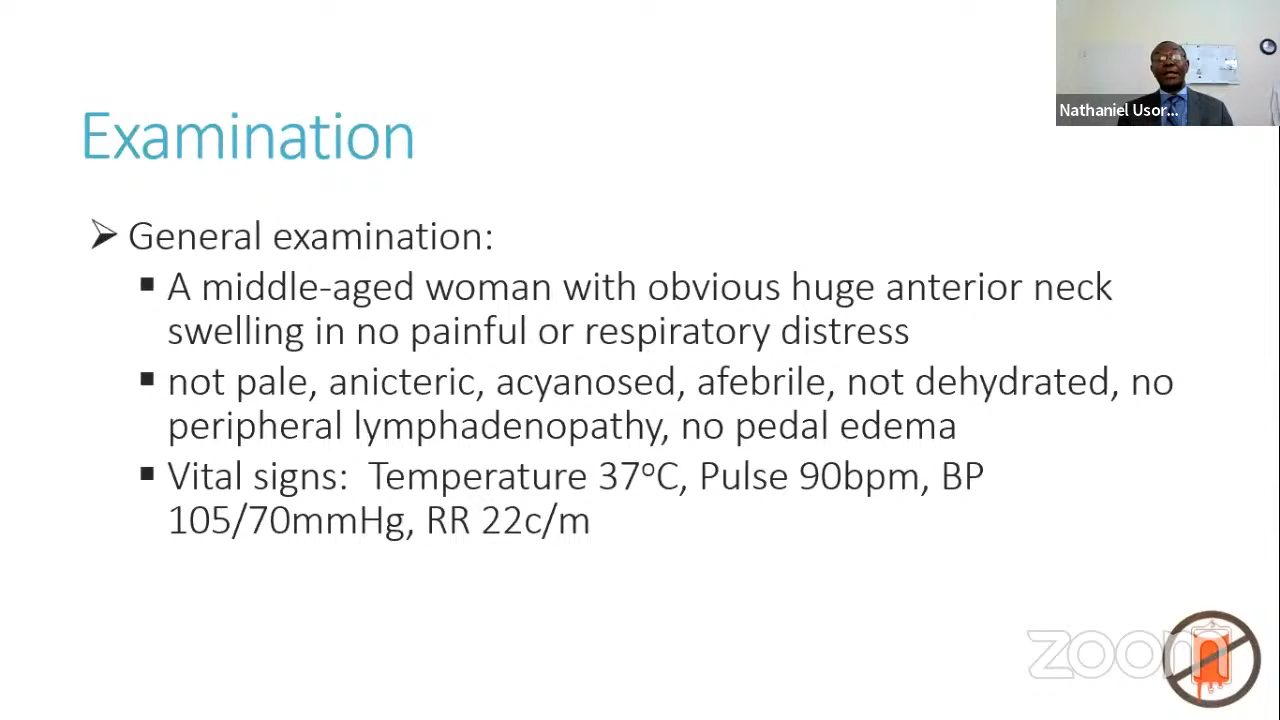 Nathaniel Usor...
Examination
General examination:
A middle-aged woman with obvious huge anterior neck
swelling in no painful or respiratory distress
not pale, anicteric, acyanosed, afebrile, not dehydrated, no
peripheral lymphadenopathy, no pedal edema
Vital signs: Temperature 37ºC, Pulse 90bpm, BP
105/70mmHg, RR 22c/m
zoom